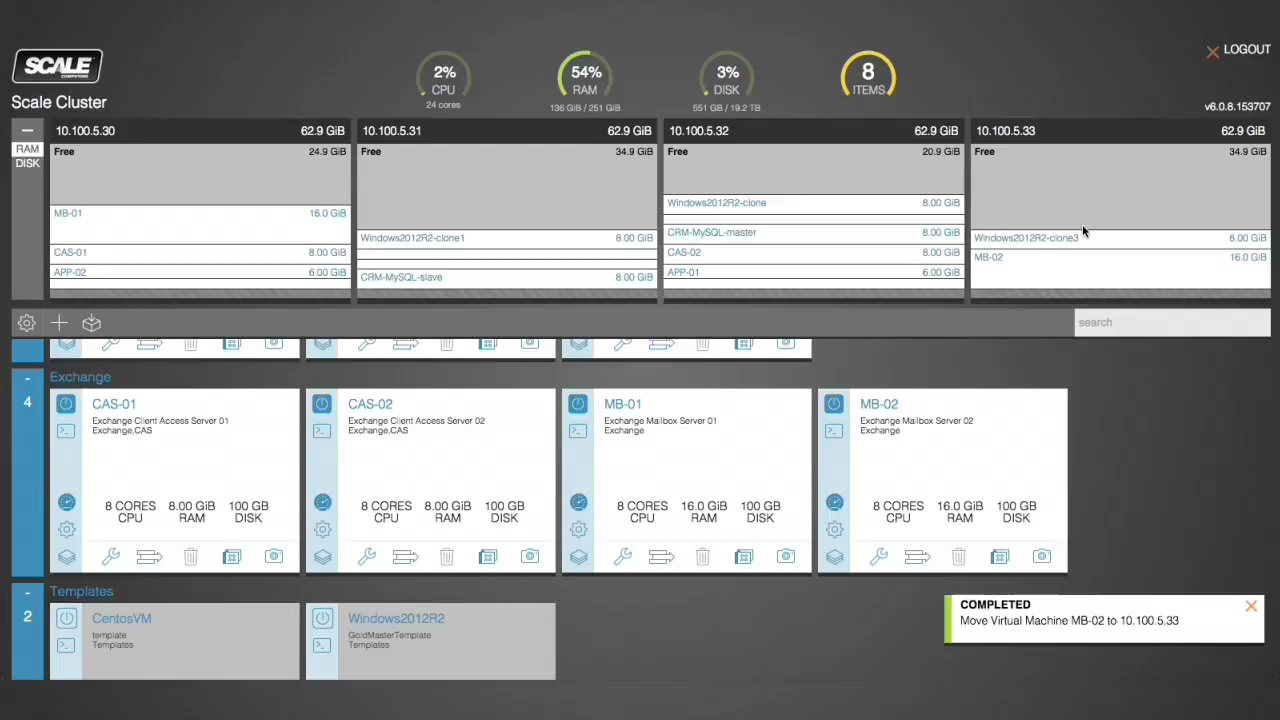 SCALE
COMPUTING
Scale Cluster
2%
CPU
24 cores
54%
RAM
136 GiB / 251 GiB
3%
DISK
551 GB / 19.2 TB
8
ITEMS
LOGOUT
v6.0.8.153707
RAM
DISK
10.100.5.30 62.9 GiB
Free 24.9 GiB
MB-01 16.0 GiB
CAS-01 8.00 GiB
APP-02 6.00 GiB
10.100.5.31 62.9 GiB
Free 34.9 GiB
Windows2012R2-clone1 8.00 GiB
CRM-MySQL-slave 8.00 GiB
10.100.5.32 62.9 GiB
Free 20.9 GiB
Windows2012R2-clone 8.00 GiB
CRM-MySQL-master 8.00 GiB
CAS-02 8.00 GiB
APP-01 6.00 GiB
10.100.5.33 62.9 GiB
Free 34.9 GiB
Windows2012R2-clone3 8.00 GiB
MB-02 16.0 GiB
search
-
4
Exchange
CAS-01
Exchange Client Access Server 01
Exchange,CAS
8 CORES 8.00 GiB 100 GB
CPU RAM DISK
CAS-02
Exchange Client Access Server 02
Exchange,CAS
8 CORES 8.00 GiB 100 GB
CPU RAM DISK
MB-01
Exchange Mailbox Server 01
Exchange
8 CORES 16.0 GiB 100 GB
CPU RAM DISK
MB-02
Exchange Mailbox Server 02
Exchange
8 CORES 16.0 GiB 100 GB
CPU RAM DISK
-
2
Templates
CentosVM
template
Templates
Windows2012R2
GoldMasterTemplate
Templates
COMPLETED
Move Virtual Machine MB-02 to 10.100.5.33